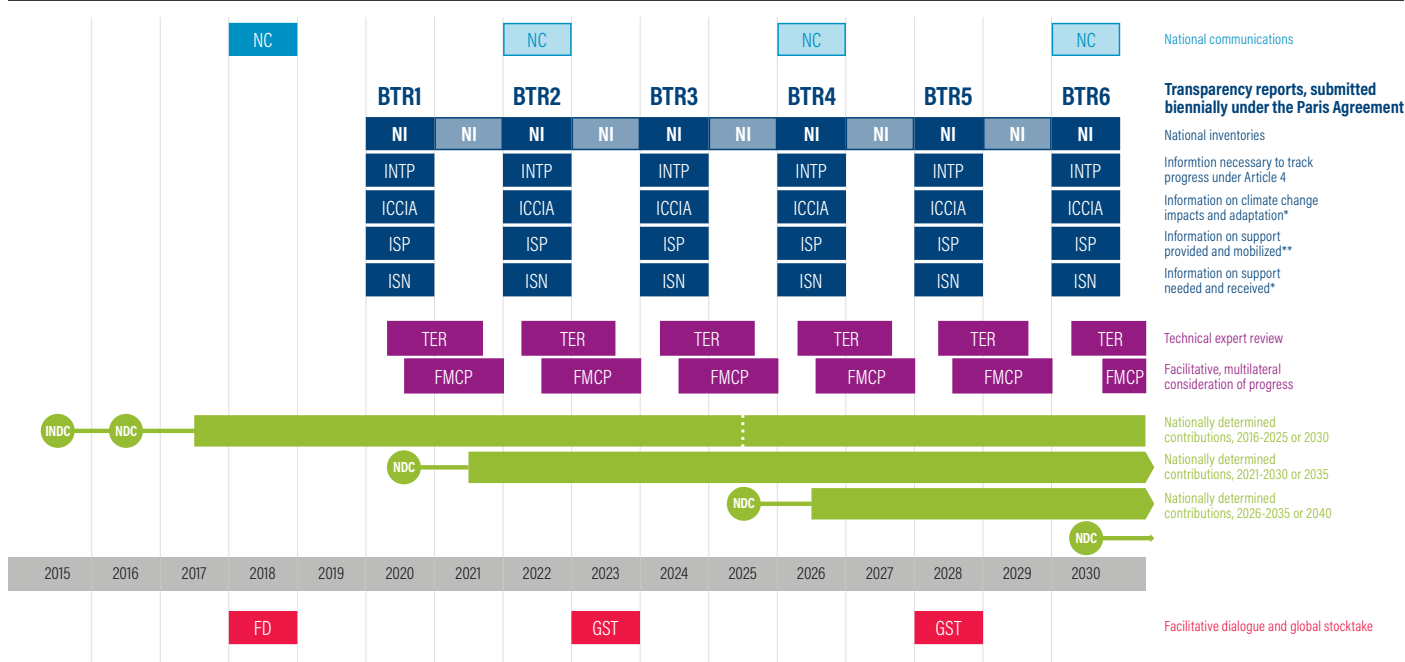 NC NC NC NC National communications
BTR1 BTR2 BTR3 BTR4 BTR5 BTR6 Transparency reports, submitted
biennially under the Paris Agreement
NI NI NI NI NI NI NI NI NI NI NI National inventories
INTP INTP INTP INTP INTP INTP Informtion necessary to track
progress under Article 4
ICCIA ICCIA ICCIA ICCIA ICCIA ICCIA Information on climate change
impacts and adaptation*
ISP ISP ISP ISP ISP ISP Information on support
provided and mobilized**
ISN ISN ISN ISN ISN ISN Information on support
needed and received*
TER TER TER TER TER TER Technical expert review
FMCP FMCP FMCP FMCP FMCP FMCP Facilitative, multilateral
consideration of progress
INDC NDC Nationally determined
contributions, 2016-2025 or 2030
NDC Nationally determined
contributions, 2021-2030 or 2035
NDC Nationally determined
contributions, 2026-2035 or 2040
NDC
2015 2016 2017 2018 2019 2020 2021 2022 2023 2024 2025 2026 2027 2028 2029 2030
FD GST GST Facilitative dialogue and global stocktake